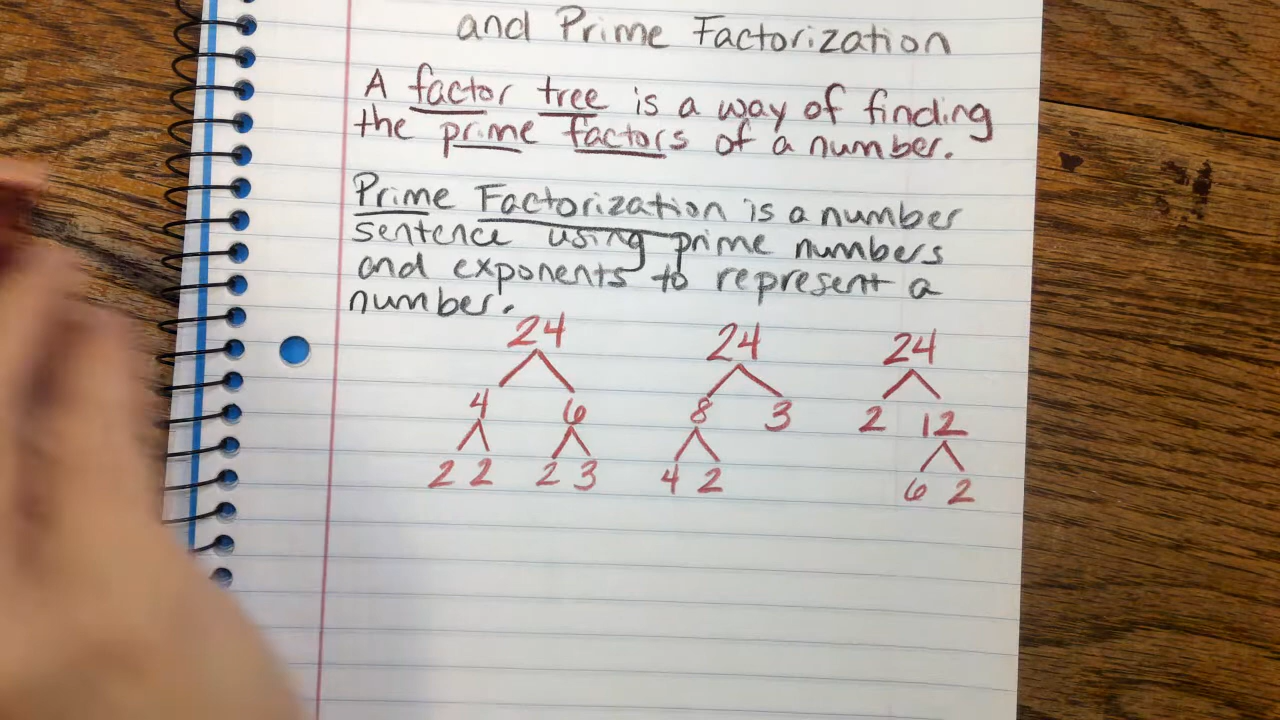 and Prime Factorization
A factor tree is a way of finding
the prime factors of a number.
Prime Factorization is a number
sentence using prime numbers
and exponents to represent a
number.
24 24 24
4 6 8 3 2 12
2 2 2 3 4 2 6 2